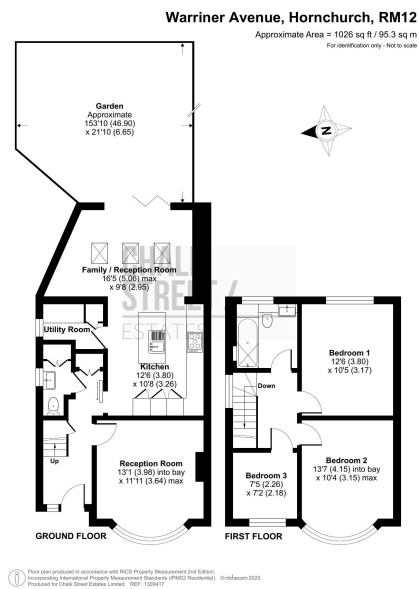 Warriner Avenue, Hornchurch, RM12
Approximate Area = 1026 sq ft / 95.3 sq m
For identification only - Not to scale
Garden
Approximate
153'10 (46.90)
x 21'10 (6.65)
N
CHALK
STREET/
ESTATES
Family / Reception Room
16'5 (5.06) max
x 9'8 (2.95)
Utility Room
Kitchen
12'6 (3.80)
x 10'8 (3.26)
Up
Reception Room
13'1 (3.98) into bay
x 11'11 (3.64) max
GROUND FLOOR
Bedroom 1
12'6 (3.80)
x 10'5 (3.17)
Down
Bedroom 3
7'5 (2.26)
x 7'2 (2.18)
Bedroom 2
13'7 (4.15) into bay
x 10'4 (3.15) max
FIRST FLOOR
Floor plan produced in accordance with RICS Property Measurement 2nd Edition,
Incorporating International Property Measurement Standards (IPMS2 Residential). ©nichecom 2025.
Produced for Chalk Street Estates Limited. REF: 1309417